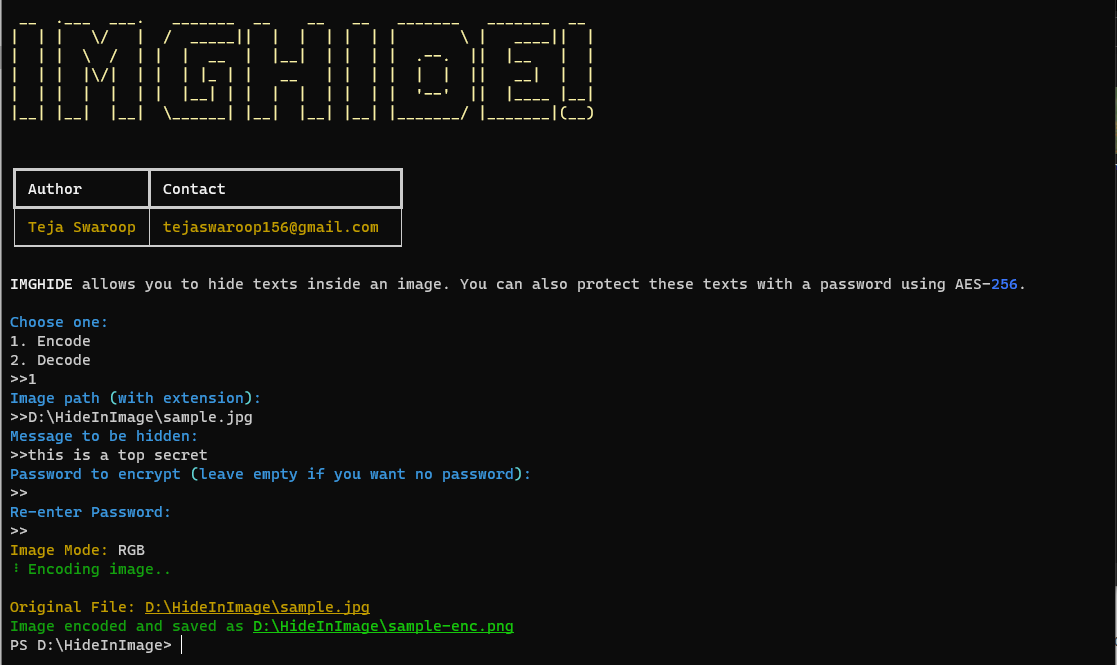 IMGHIDE!
Author Contact
Teja Swaroop tejaswaroop156@gmail.com
IMGHIDE allows you to hide texts inside an image. You can also protect these texts with a password using AES-256.
Choose one:
1. Encode
2. Decode
>>1
Image path (with extension):
>>D:\HideInImage\sample.jpg
Message to be hidden:
>>this is a top secret
Password to encrypt (leave empty if you want no password):
>>
Re-enter Password:
>>
Image Mode: RGB
⠸ Encoding image..
Original File: D:\HideInImage\sample.jpg
Image encoded and saved as D:\HideInImage\sample-enc.png
PS D:\HideInImage>